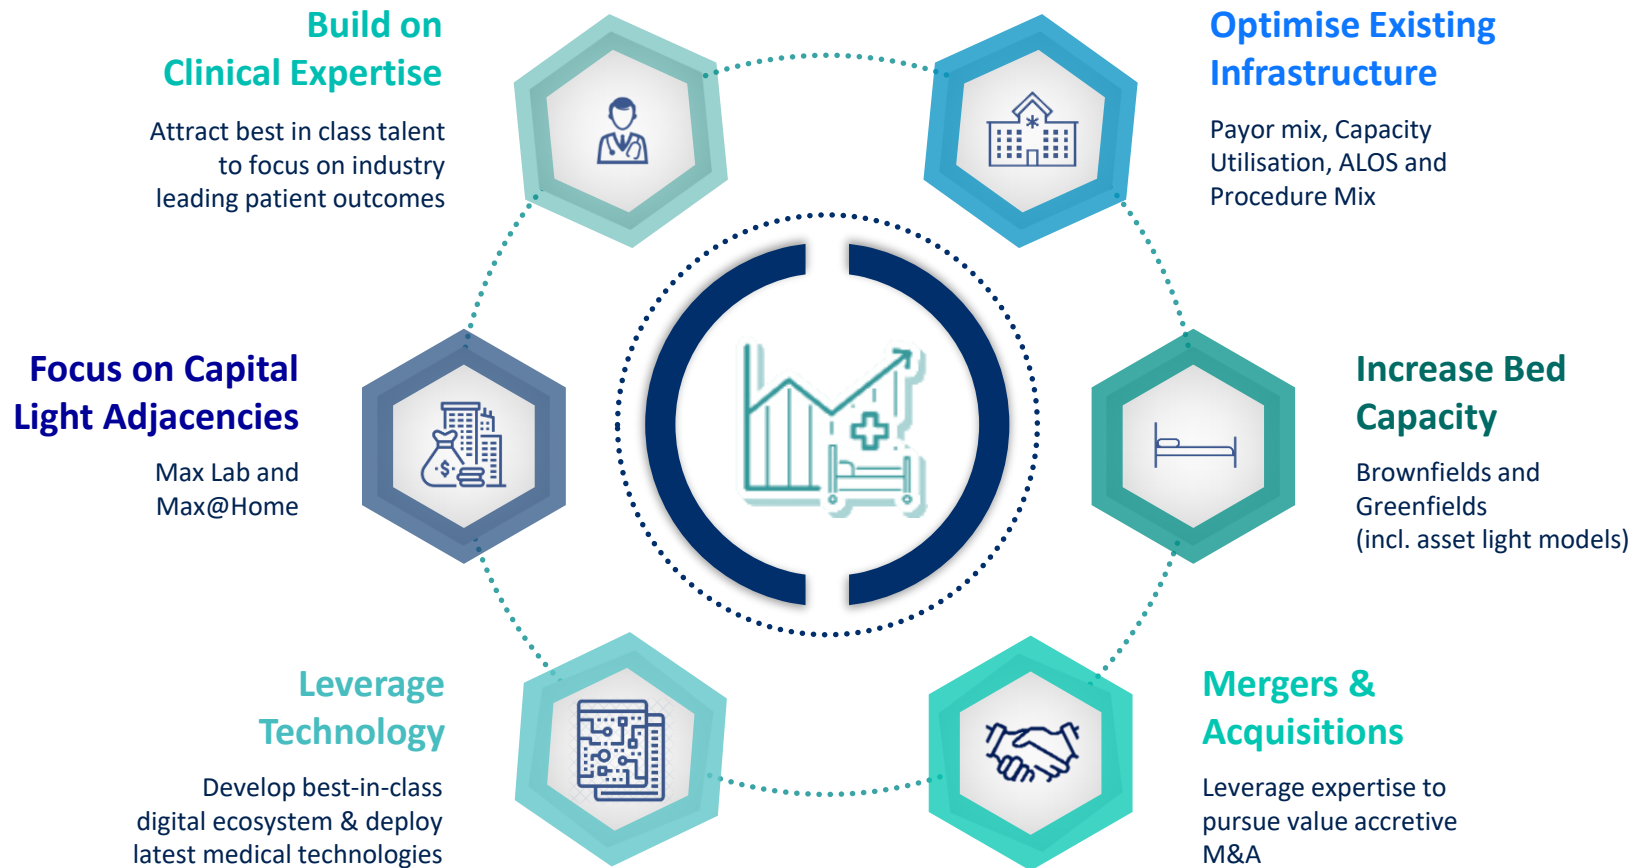 Build on
Clinical Expertise
Attract best in class talent
to focus on industry
leading patient outcomes
Optimise Existing
Infrastructure
Payor mix, Capacity
Utilisation, ALOS and
Procedure Mix
Focus on Capital
Light Adjacencies
Max Lab and
Max@Home
Increase Bed
Capacity
Brownfields and
Greenfields
(incl. asset light models)
Leverage
Technology
Develop best-in-class
digital ecosystem & deploy
latest medical technologies
Mergers &
Acquisitions
Leverage expertise to
pursue value accretive
M&A